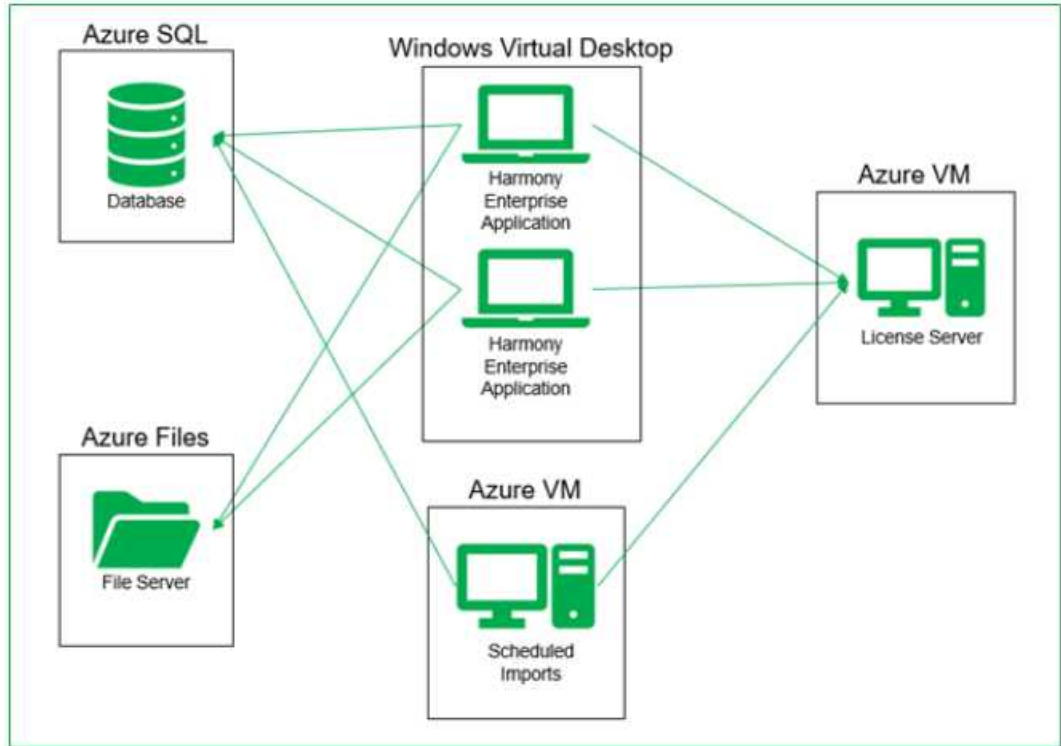 Azure SQL
Database
Windows Virtual Desktop
Harmony
Enterprise
Application
Harmony
Enterprise
Application
Azure VM
License Server
Azure Files
File Server
Azure VM
Scheduled
Imports